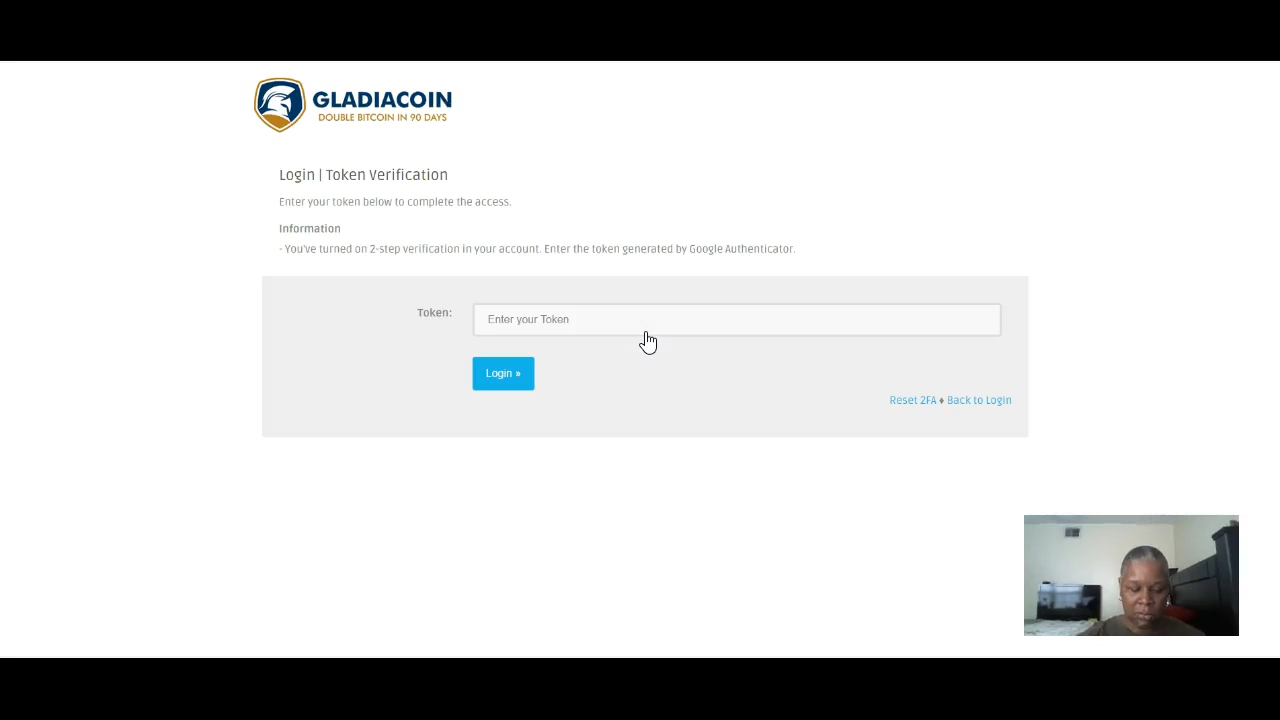 GLADIACOIN
DOUBLE BITCOIN IN 90 DAYS
Login | Token Verification
Enter your token below to complete the access.
Information
- You've turned on 2-step verification in your account. Enter the token generated by Google Authenticator.
Token:
Enter your Token
Login »
Reset 2FA ♦ Back to Login